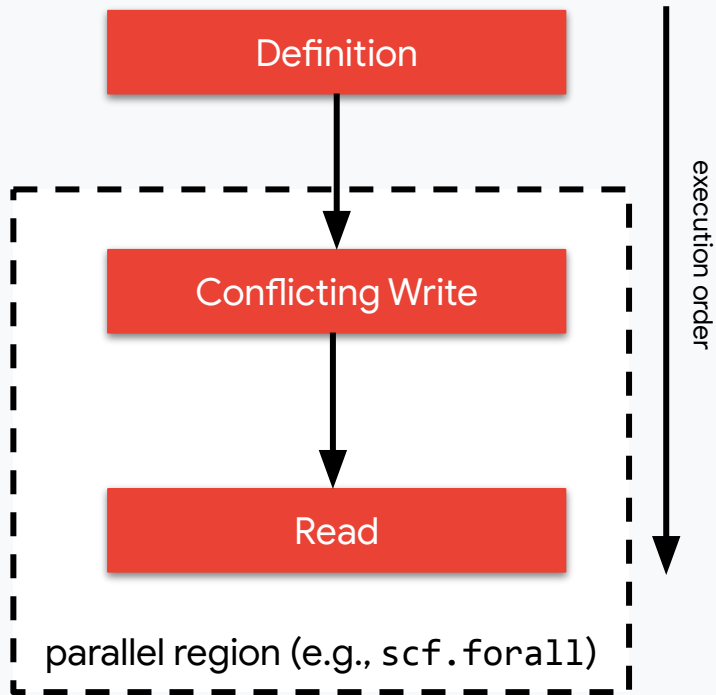 Definition
execution order
Conflicting Write
Read
parallel region (e.g., scf.forall)